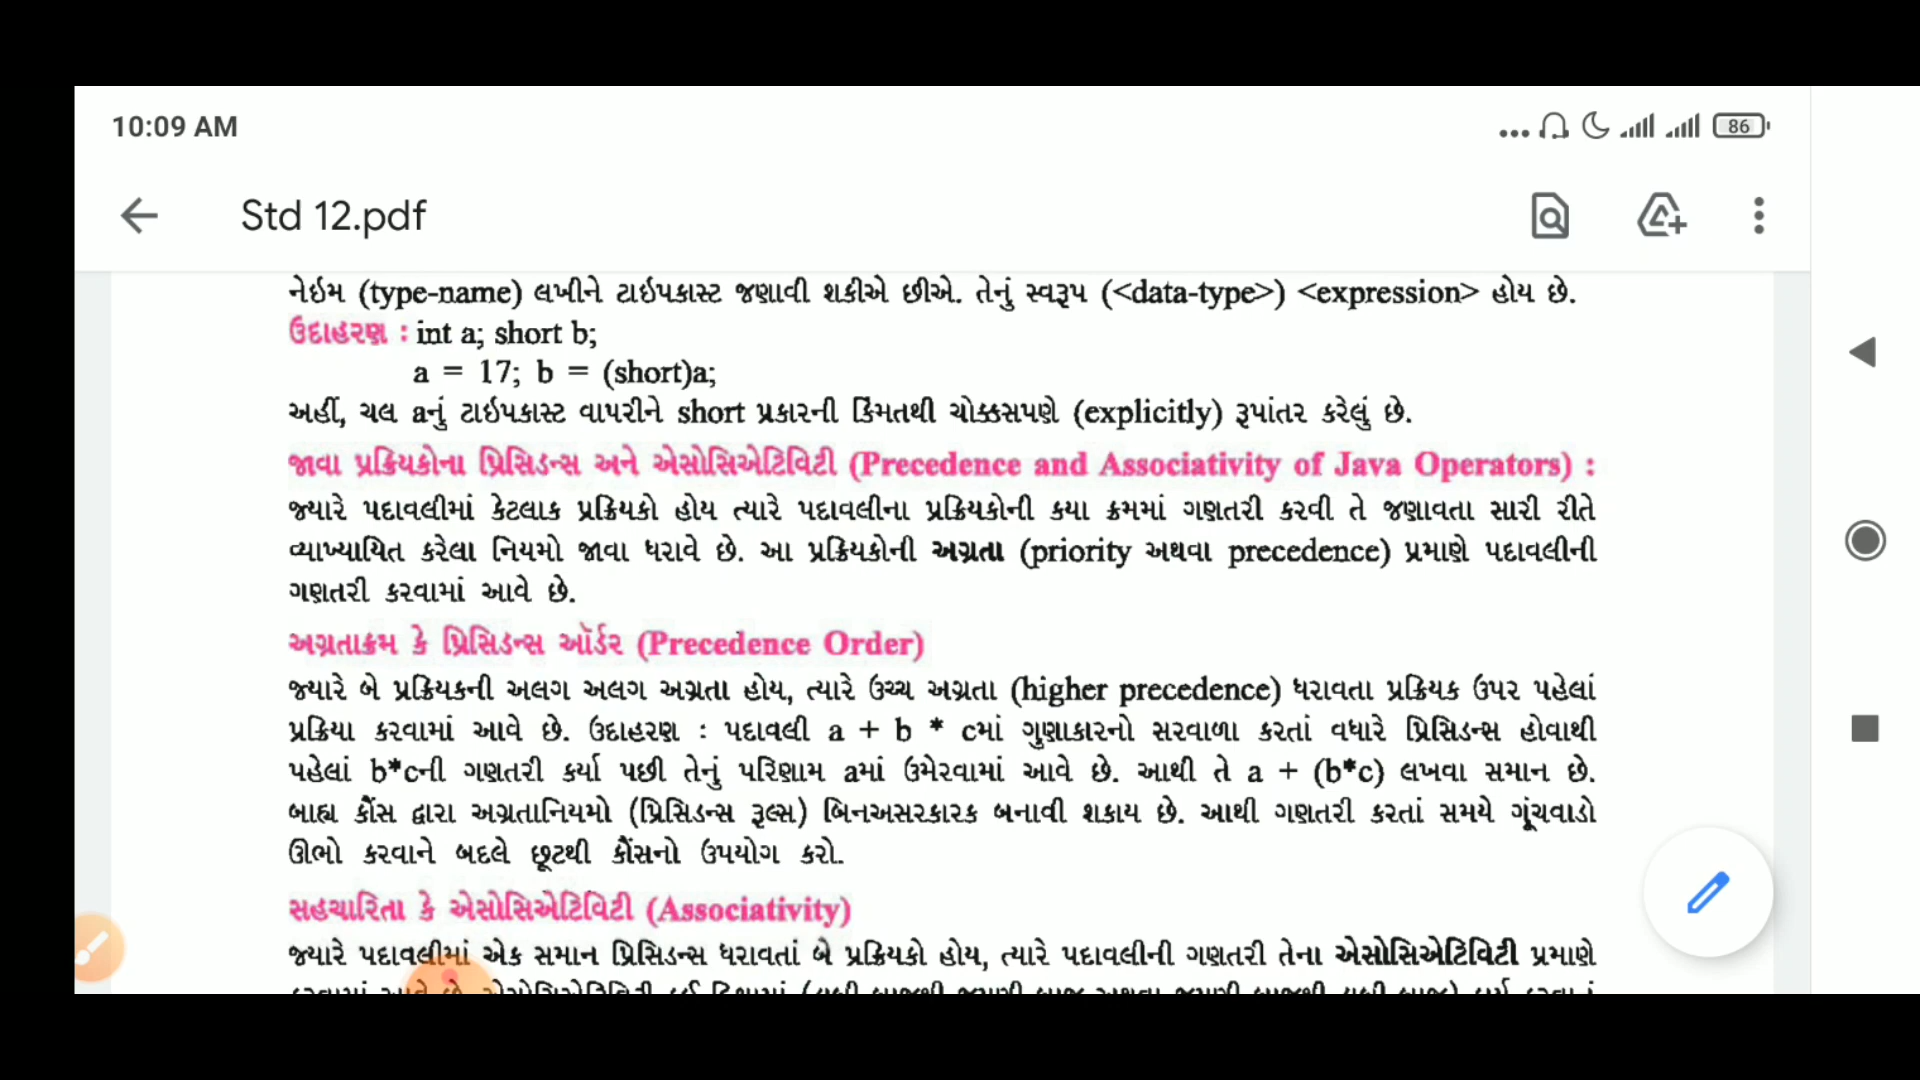 10:09 AM
86
Std 12.pdf
નેઇમ (type-name) લખીને ટાઇપકાસ્ટ જણાવી શકીએ છીએ. તેનું સ્વરૂપ (<data-type>) <expression> હોય છે.
ઉદાહરણ : int a; short b;
a = 17; b = (short)a;
અહીં, ચલ aનું ટાઇપકાસ્ટ વાપરીને short પ્રકારની કિંમતથી ચોક્કસપણે (explicitly) રૂપાંતર કરેલું છે.
જાવા પ્રક્રિયકોના પ્રિસિડન્સ અને એસોસિએટિવિટી (Precedence and Associativity of Java Operators) :
જ્યારે પદાવલીમાં કેટલાક પ્રક્રિયકો હોય ત્યારે પદાવલીના પ્રક્રિયકોની કયા ક્રમમાં ગણતરી કરવી તે જણાવતા સારી રીતે
વ્યાખ્યાયિત કરેલા નિયમો જાવા ધરાવે છે. આ પ્રક્રિયકોની અગ્રતા (priority અથવા precedence) પ્રમાણે પદાવલીની
ગણતરી કરવામાં આવે છે.
અગ્રતાક્રમ કે પ્રિસિડન્સ ઑર્ડર (Precedence Order)
જ્યારે બે પ્રક્રિયકની અલગ અલગ અગ્રતા હોય, ત્યારે ઉચ્ચ અગ્રતા (higher precedence) ધરાવતા પ્રક્રિયક ઉપર પહેલાં
પ્રક્રિયા કરવામાં આવે છે. ઉદાહરણ : પદાવલી a + b * cમાં ગુણાકારનો સરવાળા કરતાં વધારે પ્રિસિડન્સ હોવાથી
પહેલાં b*cની ગણતરી કર્યા પછી તેનું પરિણામ aમાં ઉમેરવામાં આવે છે. આથી તે a + (b*c) લખવા સમાન છે.
બાહ્ય કૌંસ દ્વારા અગ્રતાનિયમો (પ્રિસિડન્સ રૂલ્સ) બિનઅસરકારક બનાવી શકાય છે. આથી ગણતરી કરતાં સમયે ગૂંચવાડો
ઊભો કરવાને બદલે છૂટથી કૌંસનો ઉપયોગ કરો.
સહચારિતા કે એસોસિએટિવિટી (Associativity)
જ્યારે પદાવલીમાં એક સમાન પ્રિસિડન્સ ધરાવતાં બે પ્રક્રિયકો હોય, ત્યારે પદાવલીની ગણતરી તેના એસોસિએટિવિટી પ્રમાણે